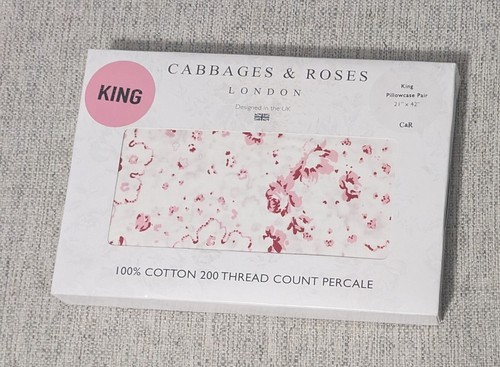 KING
CABBAGES & ROSES
LONDON
Designed in the UK
King
Pillowcase Pair
21" x 42"
C&R
100% COTTON 200 THREAD COUNT PERCALE